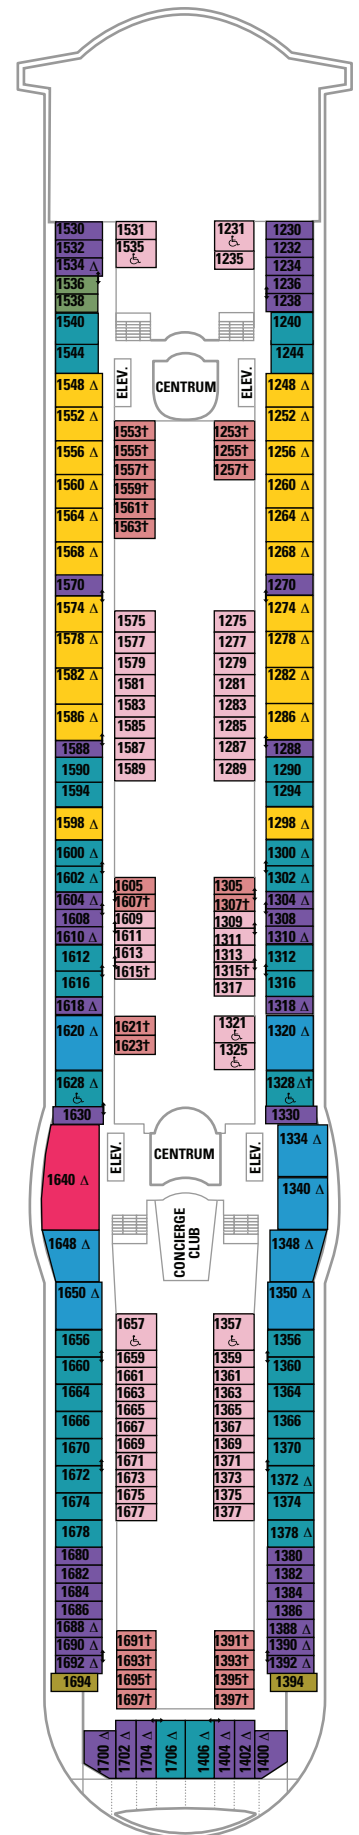 1530 1531 1231 1230
1532 1535 ♿ ♿ 1232
1534 Δ 1235 1234
1536 1236
1538 1238
1540 1240
1544 1244
ELEV. CENTRUM ELEV.
1548 Δ 1248 Δ
1552 Δ 1553† 1253† 1252 Δ
1556 Δ 1555† 1255† 1256 Δ
1557† 1257†
1560 Δ 1559† 1260 Δ
1564 Δ 1561† 1264 Δ
1563†
1568 Δ 1268 Δ
1570 1270
1574 Δ 1575 1275 1274 Δ
1578 Δ 1577 1277 1278 Δ
1579 1279
1582 Δ 1581 1281 1282 Δ
1583 1283
1586 Δ 1585 1285 1286 Δ
1588 1587 1287 1288
1590 1589 1289 1290
1594 1294
1598 Δ 1298 Δ
1600 Δ 1300 Δ
1602 Δ 1605 1305 1302 Δ
1604 Δ 1607† 1307† 1304 Δ
1608 1609 1309 1308
1610 Δ 1611 1311 1310 Δ
1612 1613 1313 1312
1616 1615† 1315† 1316
1317
1618 Δ 1318 Δ
1620 Δ 1621† 1321 ♿ 1320 Δ
1623† 1325 ♿
1628 Δ ♿ 1328 Δ† ♿
1630 1330
1640 Δ ELEV. CENTRUM ELEV. 1334 Δ
1340 Δ
1648 Δ CONCIERGE 1348 Δ
CLUB
1650 Δ 1350 Δ
1656 1657 ♿ 1357 ♿ 1356
1660 1659 1359 1360
1661 1361
1664 1663 1363 1364
1665 1365
1666 1667 1367 1366
1670 1669 1369 1370
1671 1371
1672 1673 1373 1372 Δ
1674 1675 1375 1374
1678 1677 1377 1378 Δ
1680 1380
1682 1382
1684 1384
1686 1386
1688 Δ 1388 Δ
1690 Δ 1691† 1391† 1390 Δ
1692 Δ 1693† 1393† 1392 Δ
1694 1695† 1395† 1394
1697† 1397†
1700 Δ 1702 Δ 1704 Δ 1706 Δ 1406 Δ 1404 Δ 1402 Δ 1400 Δ